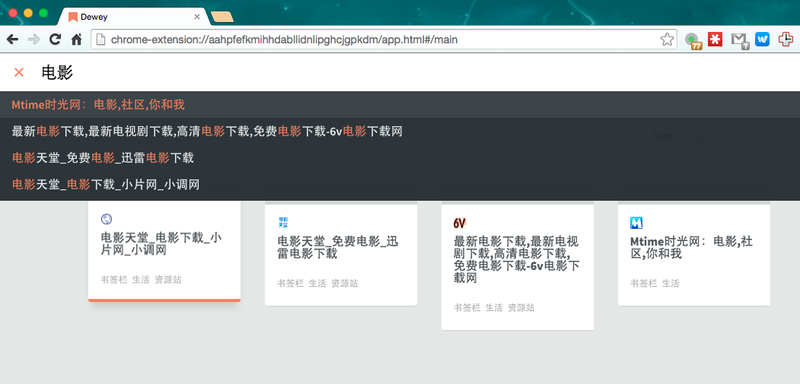 Dewey
chrome-extension://aahpfefkmihhdabllidnlipghcjgpkdm/app.html#/main
77
7
电影
Mtime时光网：电影,社区,你和我
最新电影下载,最新电视剧下载,高清电影下载,免费电影下载-6v电影下载网
电影天堂_免费电影_迅雷电影下载
电影天堂_电影下载_小片网_小调网
电影天堂_电影下载_小
片网_小调网
书签栏 生活 资源站
电影
天堂
电影天堂_免费电影_迅
雷电影下载
书签栏 生活 资源站
6V
最新电影下载,最新电视
剧下载,高清电影下载,
免费电影下载-6v电影下
载网
书签栏 生活 资源站
Mtime时光网：电影,社
区,你和我
书签栏 生活